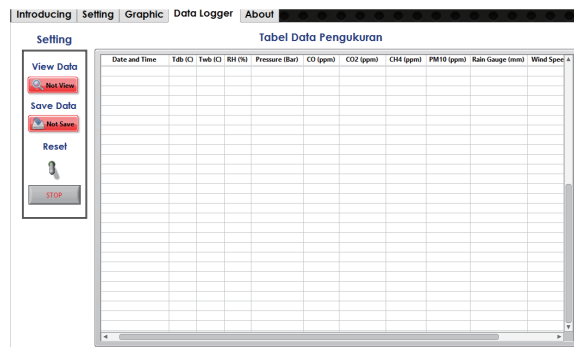 Introducing Setting Graphic Data Logger About
Setting
View Data
Not View
Save Data
Not Save
Reset
STOP
Tabel Data Pengukuran
Date and Time Tdb (C) Twb (C) RH (%) Pressure (Bar) CO (ppm) CO2 (ppm) CH4 (ppm) PM10 (ppm) Rain Gauge (mm) Wind Spee